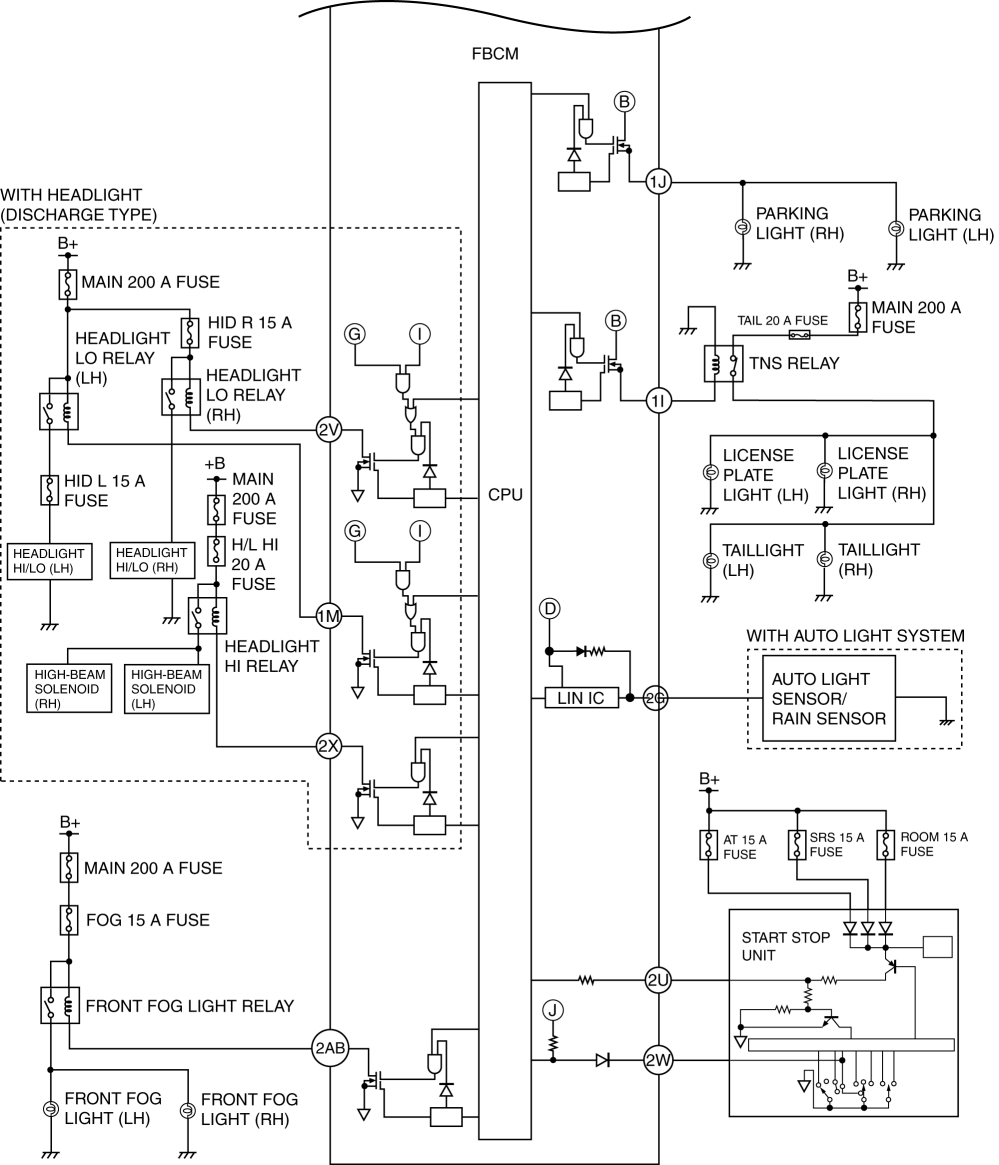 FBCM
CPU
B
1J
PARKING
LIGHT (RH)
PARKING
LIGHT (LH)
WITH HEADLIGHT
(DISCHARGE TYPE)
B+
MAIN 200 A FUSE
HID R 15 A
FUSE
HEADLIGHT
LO RELAY
(LH)
HEADLIGHT
LO RELAY
(RH)
G
I
2V
HID L 15 A
FUSE
+B
MAIN
200 A
FUSE
H/L HI
20 A
FUSE
HEADLIGHT
HI/LO (LH)
HEADLIGHT
HI/LO (RH)
G
I
1M
HEADLIGHT
HI RELAY
HIGH-BEAM
SOLENOID
(RH)
HIGH-BEAM
SOLENOID
(LH)
2X
B
1I
B+
MAIN 200 A
FUSE
TAIL 20 A FUSE
TNS RELAY
LICENSE
PLATE
LIGHT (LH)
LICENSE
PLATE
LIGHT (RH)
TAILLIGHT
(LH)
TAILLIGHT
(RH)
D
LIN IC
2G
WITH AUTO LIGHT SYSTEM
AUTO LIGHT
SENSOR/
RAIN SENSOR
B+
AT 15 A
FUSE
SRS 15 A
FUSE
ROOM 15 A
FUSE
START STOP
UNIT
2U
J
2W
B+
MAIN 200 A FUSE
FOG 15 A FUSE
FRONT FOG LIGHT RELAY
2AB
FRONT FOG
LIGHT (LH)
FRONT FOG
LIGHT (RH)